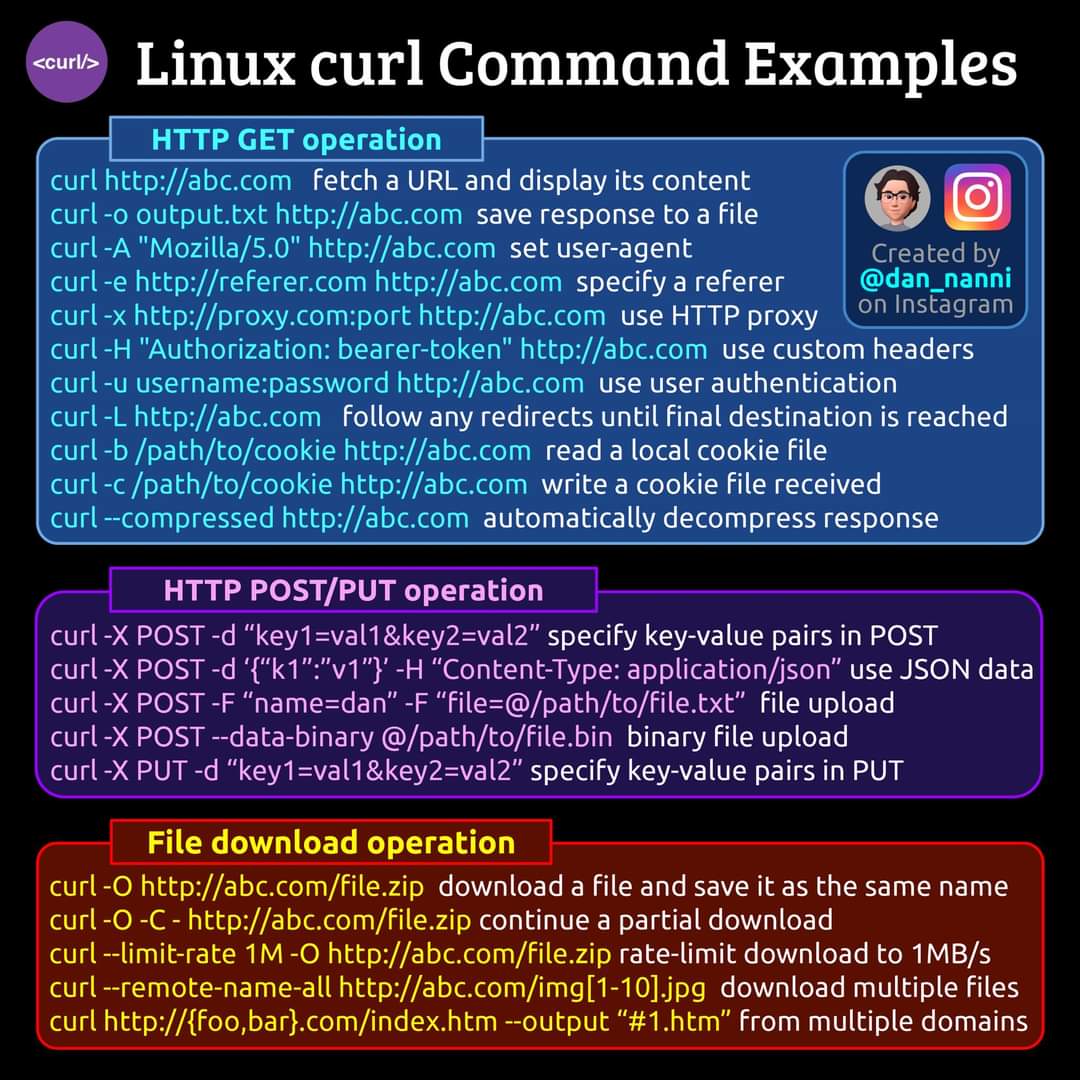 <curl/> Linux curl Command Examples
HTTP GET operation
curl http://abc.com fetch a URL and display its content
curl -o output.txt http://abc.com save response to a file
curl -A "Mozilla/5.0" http://abc.com set user-agent
curl -e http://referer.com http://abc.com specify a referer
curl -x http://proxy.com:port http://abc.com use HTTP proxy
curl -H "Authorization: bearer-token" http://abc.com use custom headers
curl -u username:password http://abc.com use user authentication
curl -L http://abc.com follow any redirects until final destination is reached
curl -b /path/to/cookie http://abc.com read a local cookie file
curl -c /path/to/cookie http://abc.com write a cookie file received
curl --compressed http://abc.com automatically decompress response
Created by
@dan_nanni
on Instagram
HTTP POST/PUT operation
curl -X POST -d “key1=val1&key2=val2” specify key-value pairs in POST
curl -X POST -d ‘{“k1”:”v1”}’ -H “Content-Type: application/json” use JSON data
curl -X POST -F “name=dan” -F “file=@/path/to/file.txt” file upload
curl -X POST --data-binary @/path/to/file.bin binary file upload
curl -X PUT -d “key1=val1&key2=val2” specify key-value pairs in PUT
File download operation
curl -O http://abc.com/file.zip download a file and save it as the same name
curl -O -C - http://abc.com/file.zip continue a partial download
curl --limit-rate 1M -O http://abc.com/file.zip rate-limit download to 1MB/s
curl --remote-name-all http://abc.com/img[1-10].jpg download multiple files
curl http://{foo,bar}.com/index.htm --output “#1.htm” from multiple domains